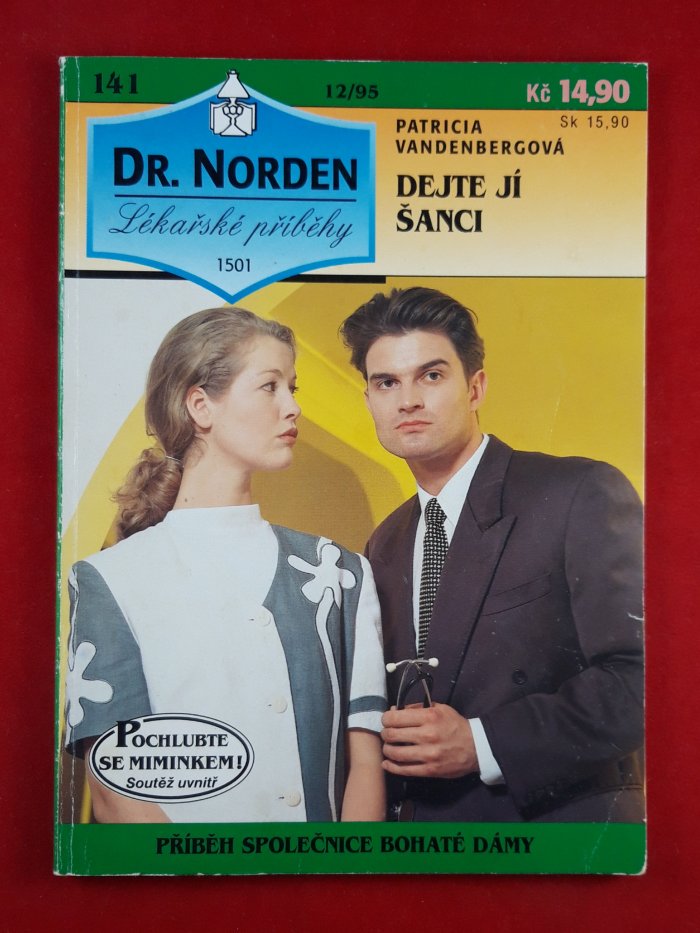 141
12/95
Kč 14,90
Sk 15,90
DR. NORDEN
Lékařské příběhy
1501
PATRICIA
VANDENBERGOVÁ
DEJTE JÍ
ŠANCI
POCHLUBTE
SE MIMINKEM!
Soutěž uvnitř
PŘÍBĚH SPOLEČNICE BOHATÉ DÁMY